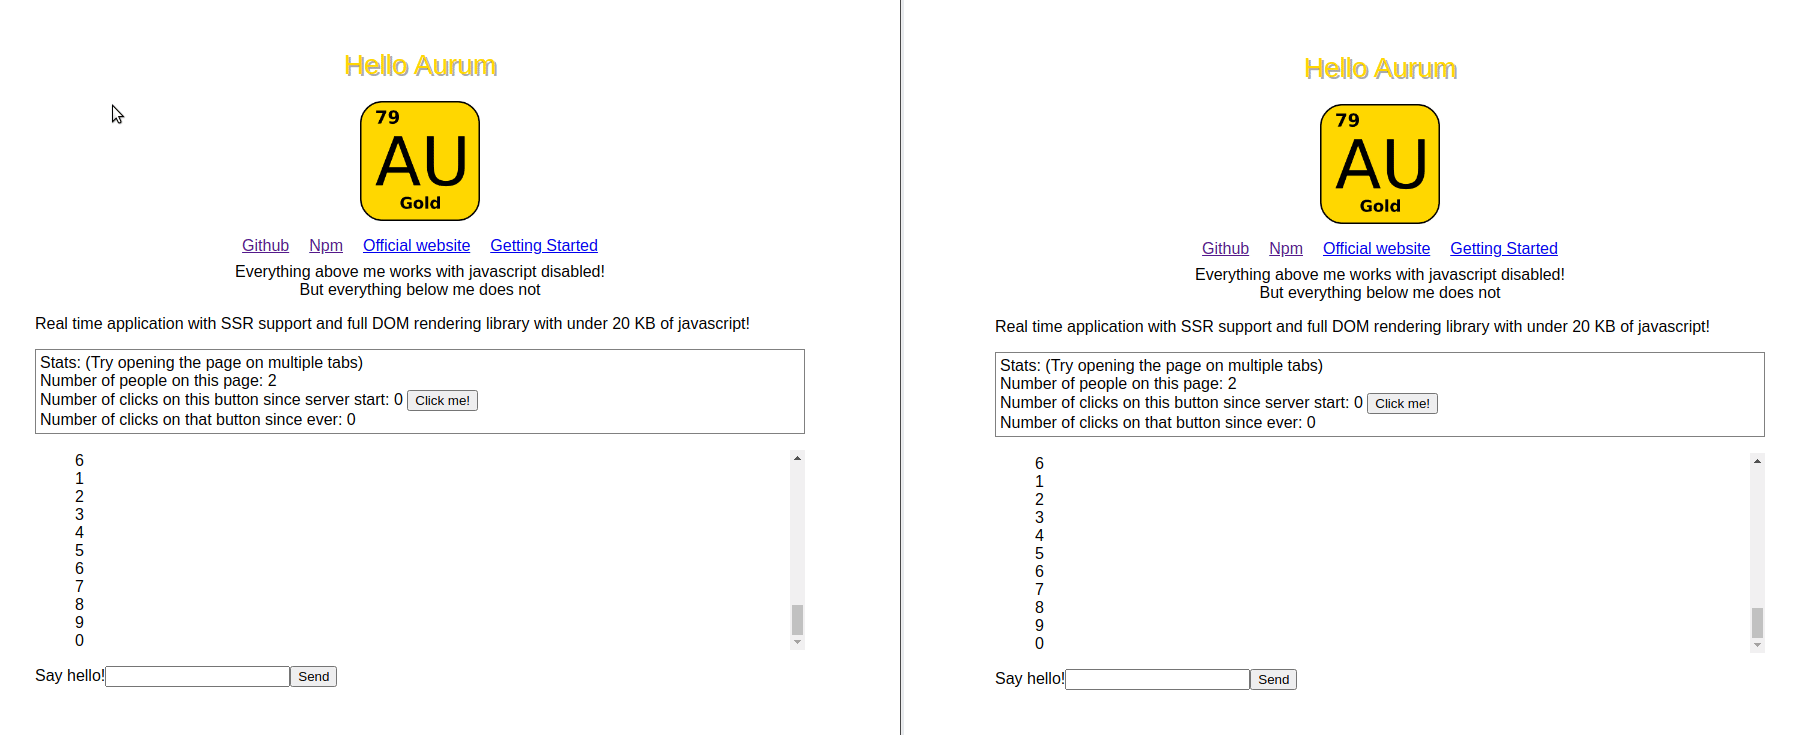 Hello Aurum
79
AU
Gold
Github Npm Official website Getting Started
Everything above me works with javascript disabled!
But everything below me does not
Real time application with SSR support and full DOM rendering library with under 20 KB of javascript!
Stats: (Try opening the page on multiple tabs)
Number of people on this page: 2
Number of clicks on this button since server start: 0 Click me!
Number of clicks on that button since ever: 0
6
1
2
3
4
5
6
7
8
9
0
Say hello! Send
Hello Aurum
79
AU
Gold
Github Npm Official website Getting Started
Everything above me works with javascript disabled!
But everything below me does not
Real time application with SSR support and full DOM rendering library with under 20 KB of javascript!
Stats: (Try opening the page on multiple tabs)
Number of people on this page: 2
Number of clicks on this button since server start: 0 Click me!
Number of clicks on that button since ever: 0
6
1
2
3
4
5
6
7
8
9
0
Say hello! Send